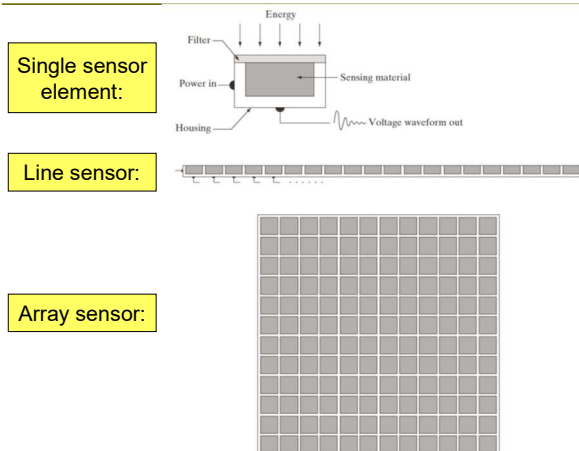 Energy
Filter
Single sensor
element:
Sensing material
Power in
Housing
Voltage waveform out
Line sensor:
Array sensor: